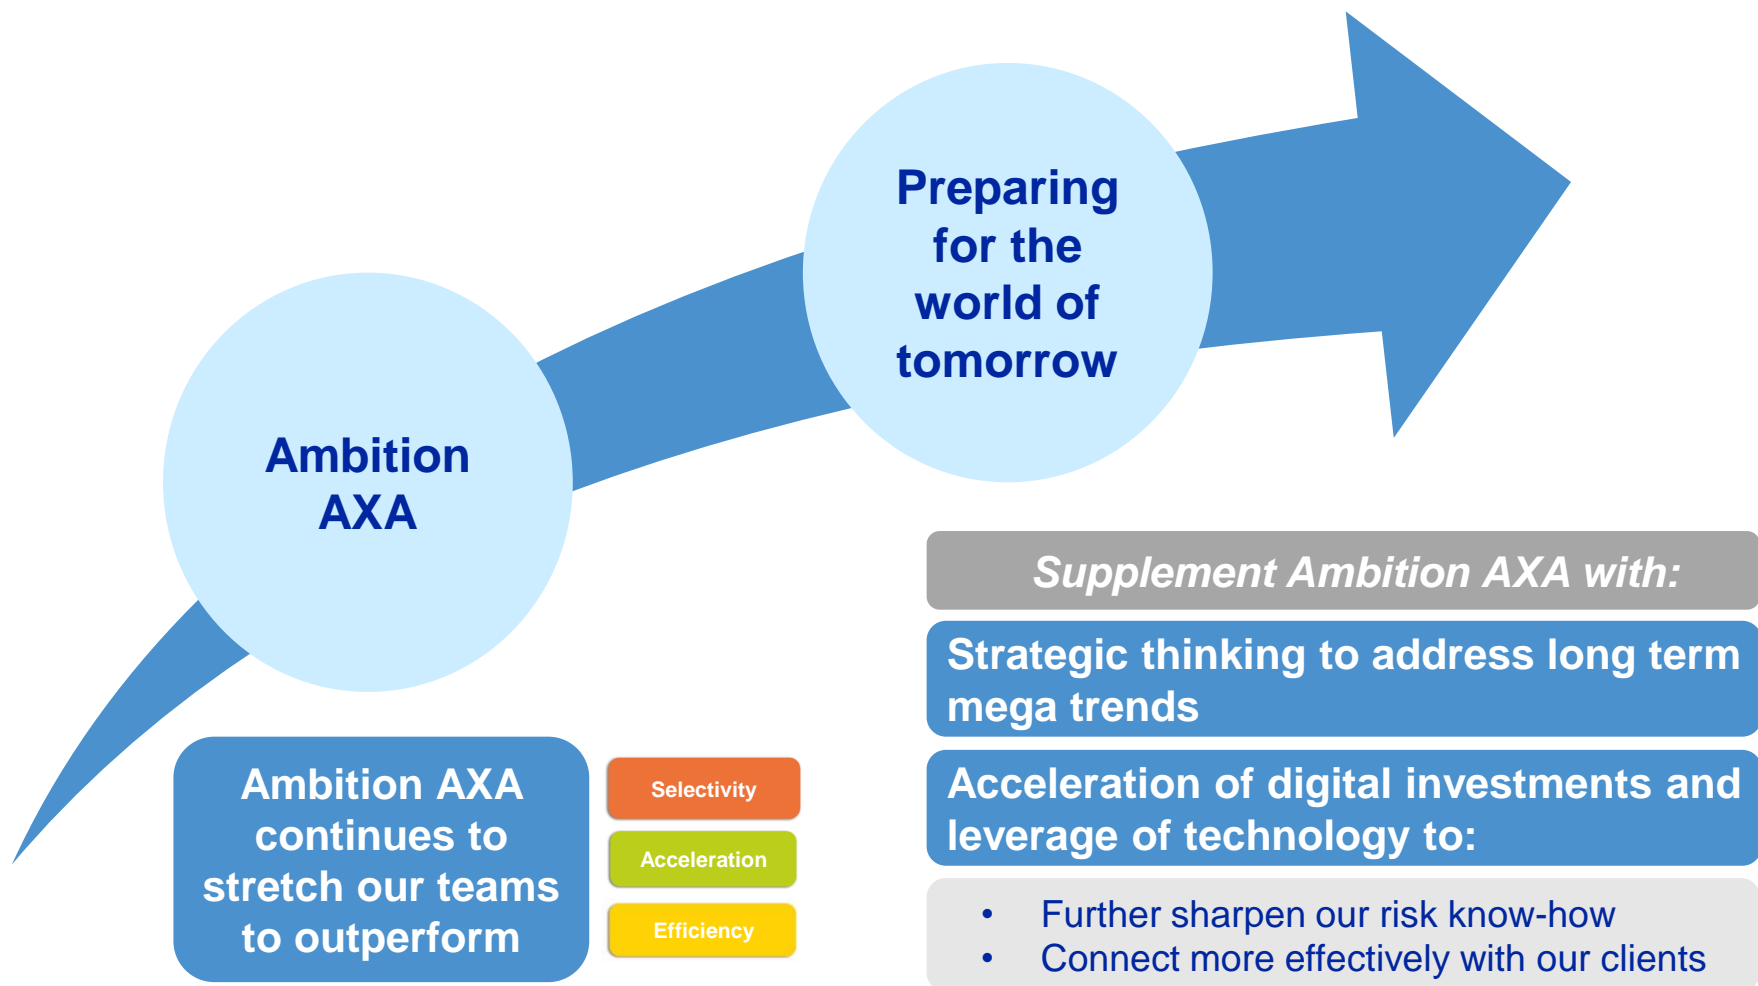 Preparing
for the
world of
tomorrow
Ambition
AXA
Ambition AXA
continues to
stretch our teams
to outperform
Selectivity
Acceleration
Efficiency
Supplement Ambition AXA with:
Strategic thinking to address long term
mega trends
Acceleration of digital investments and
leverage of technology to:
• Further sharpen our risk know-how
• Connect more effectively with our clients